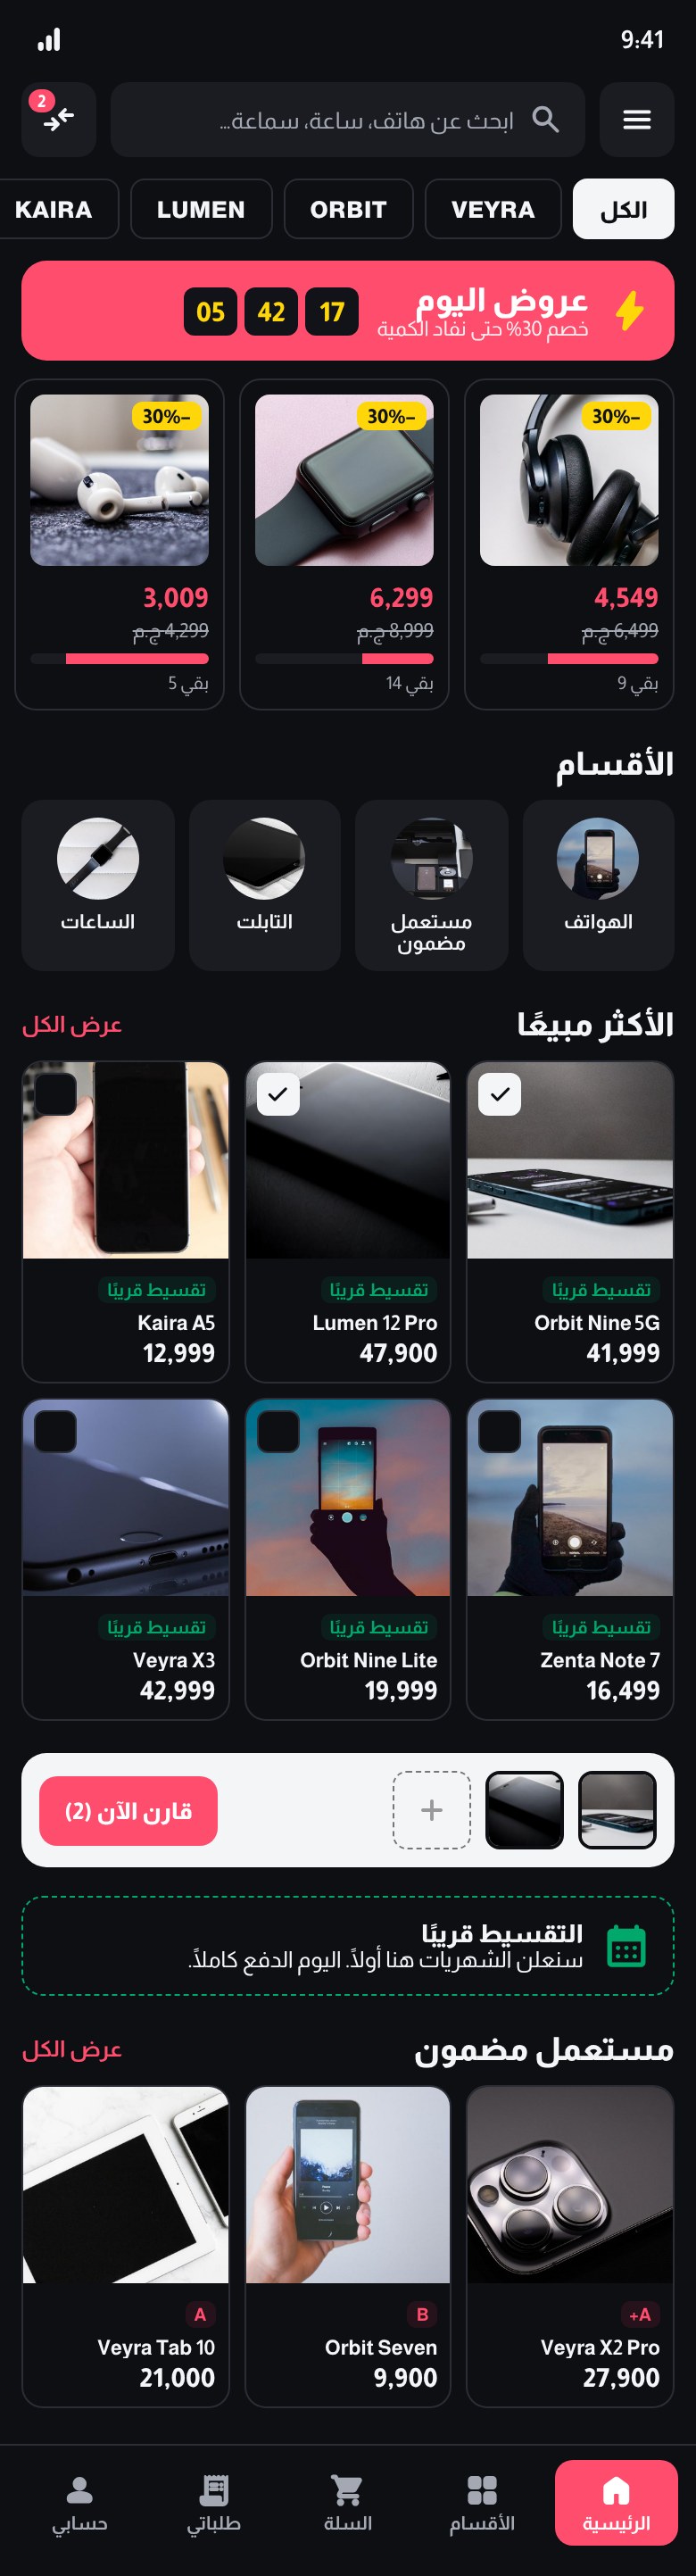 9:41
ابحث عن هاتف، ساعة، سماعة...
2
الكل
VEYRA
ORBIT
LUMEN
KAIRA
عروض اليوم
خصم 30% حتى نفاد الكمية
17
42
05
–30%
4,549
6,499 ج.م
بقي 9
–30%
6,299
8,999 ج.م
بقي 14
–30%
3,009
4,299 ج.م
بقي 5
الأقسام
الهواتف
مستعمل
مضمون
التابلت
الساعات
الأكثر مبيعًا
عرض الكل
تقسيط قريبًا
Orbit Nine 5G
41,999
تقسيط قريبًا
Lumen 12 Pro
47,900
تقسيط قريبًا
Kaira A5
12,999
تقسيط قريبًا
Zenta Note 7
16,499
تقسيط قريبًا
Orbit Nine Lite
19,999
تقسيط قريبًا
Veyra X3
42,999
قارن الآن (2)
التقسيط قريبًا
سنعلن الشهريات هنا أولًا. اليوم الدفع كاملًا.
مستعمل مضمون
عرض الكل
+A
Veyra X2 Pro
27,900
B
Orbit Seven
9,900
A
Veyra Tab 10
21,000
الرئيسية
الأقسام
السلة
طلباتي
حسابي